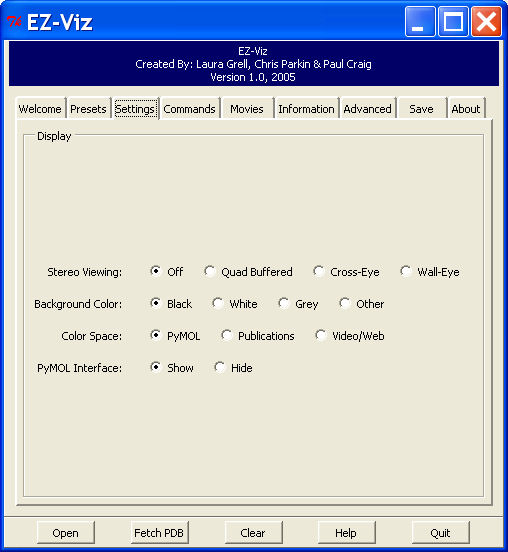 EZ-Viz
EZ-Viz
Created By: Laura Grell, Chris Parkin & Paul Craig
Version 1.0, 2005
Welcome Presets Settings Commands Movies Information Advanced Save About
Display
Stereo Viewing: Off Quad Buffered Cross-Eye Wall-Eye
Background Color: Black White Grey Other
Color Space: PyMOL Publications Video/Web
PyMOL Interface: Show Hide
Open Fetch PDB Clear Help Quit